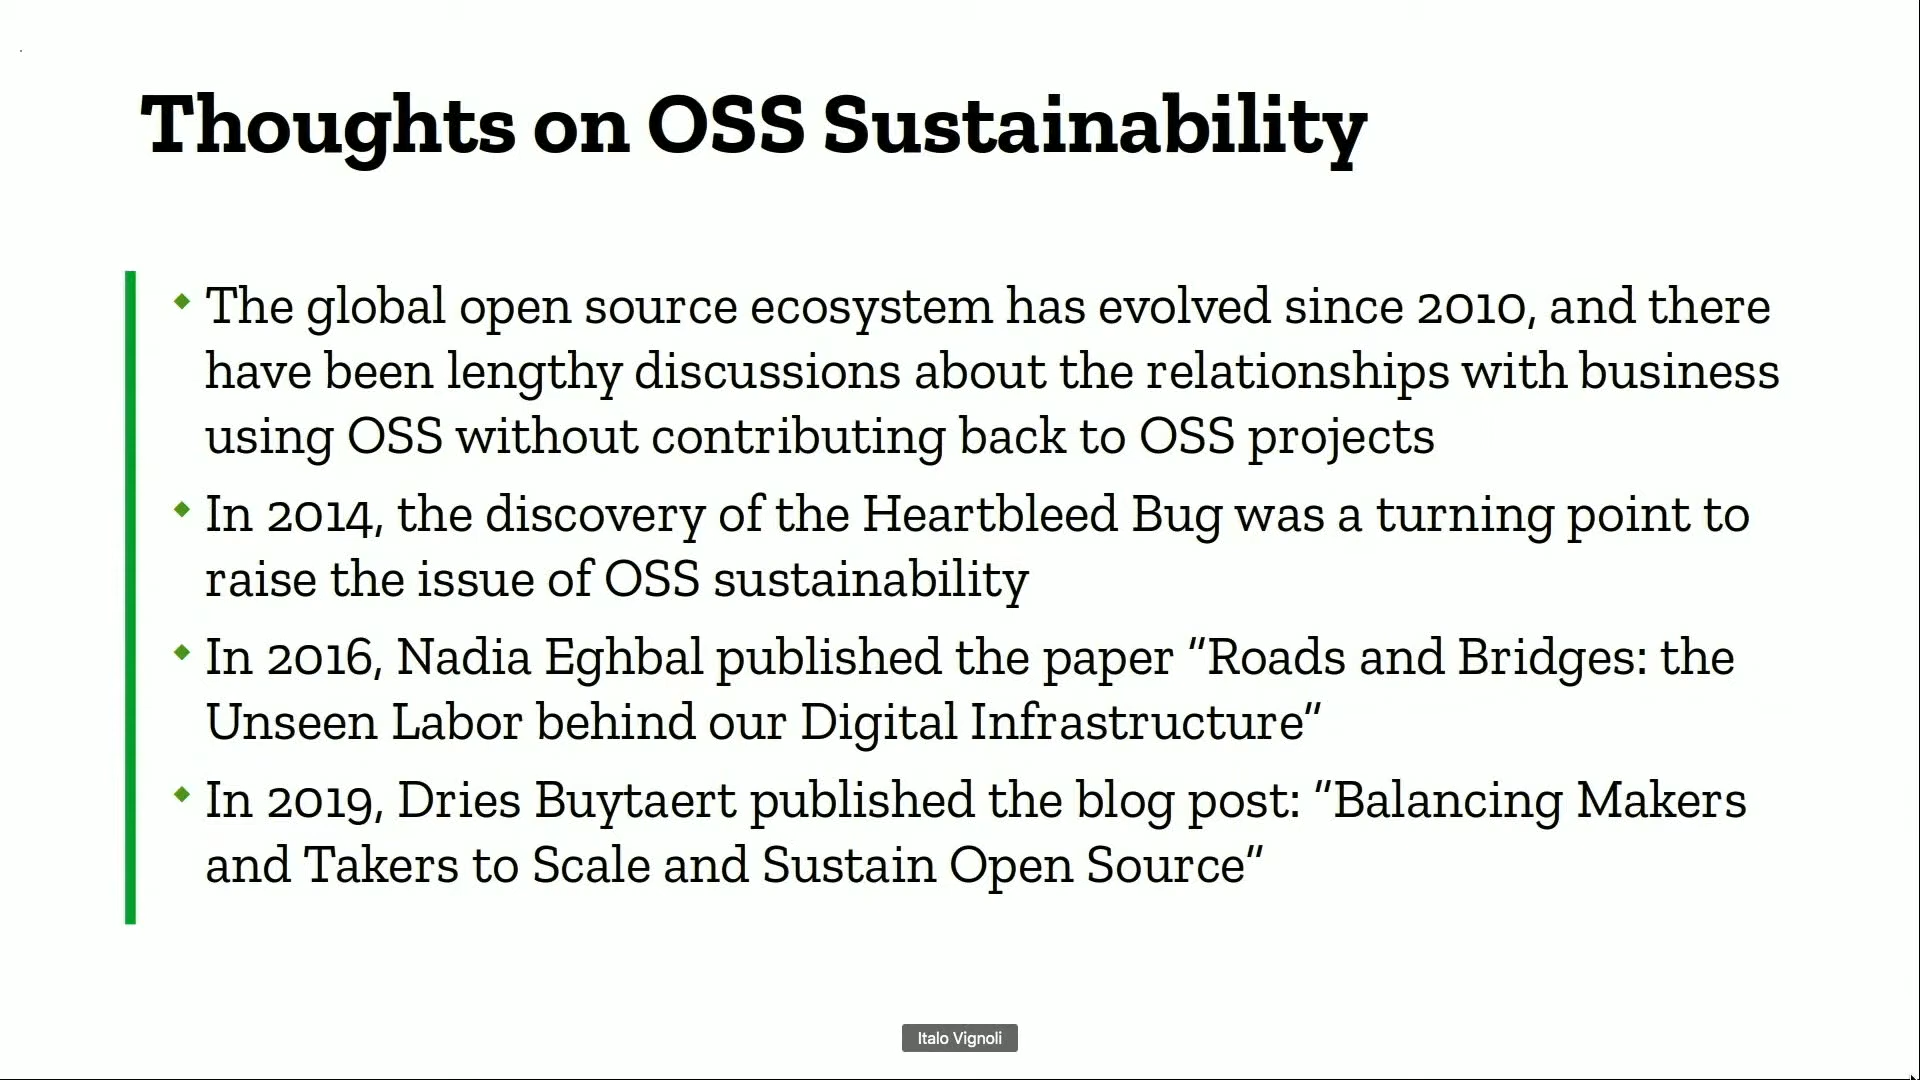 Thoughts on OSS Sustainability
The global open source ecosystem has evolved since 2010, and there
have been lengthy discussions about the relationships with business
using OSS without contributing back to OSS projects
In 2014, the discovery of the Heartbleed Bug was a turning point to
raise the issue of OSS sustainability
In 2016, Nadia Eghbal published the paper "Roads and Bridges: the
Unseen Labor behind our Digital Infrastructure"
In 2019, Dries Buytaert published the blog post: "Balancing Makers
and Takers to Scale and Sustain Open Source"
Italo Vignoli